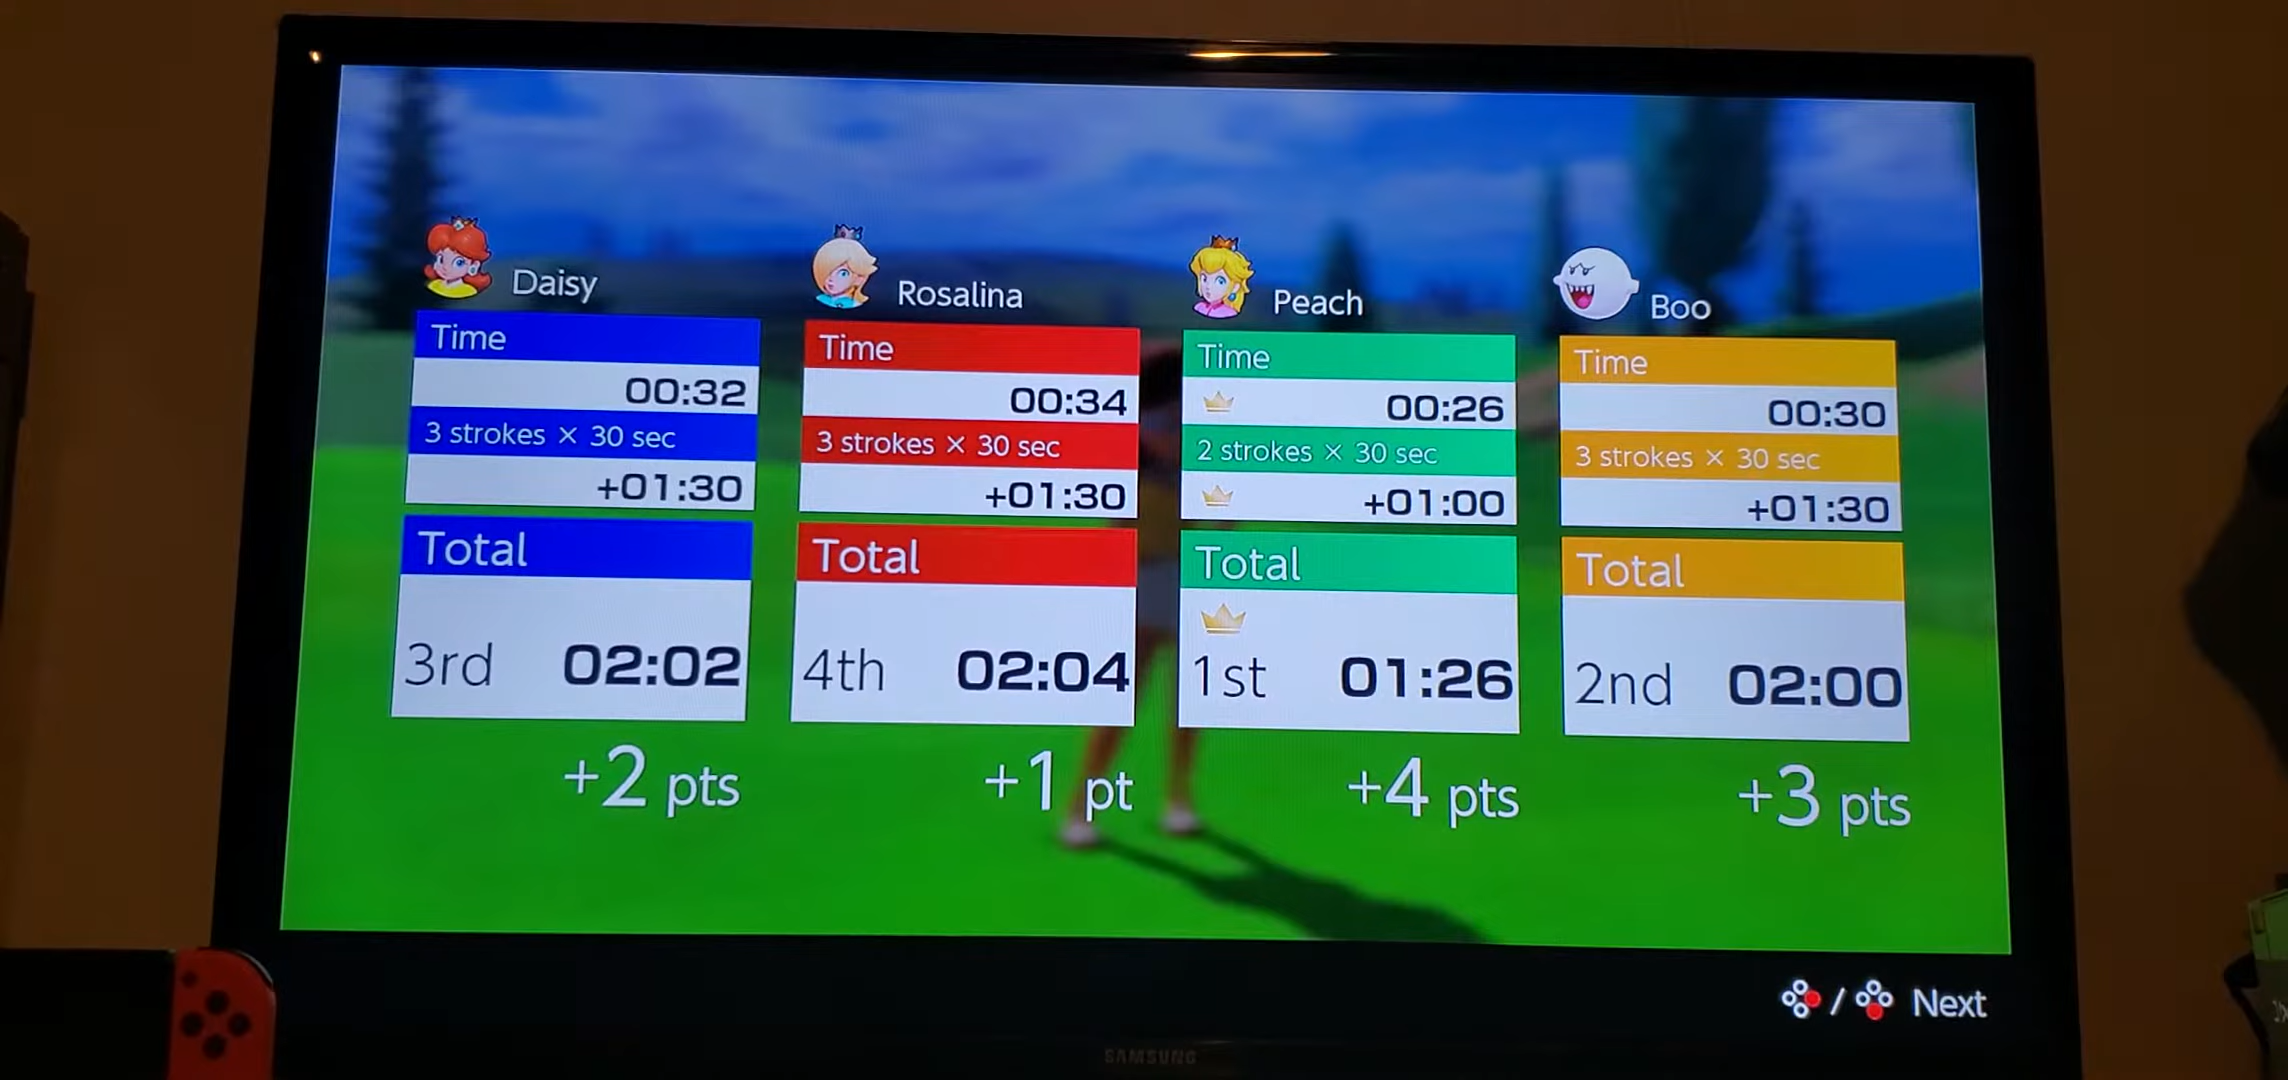 Daisy
Time
00:32
3 strokes × 30 sec
+01:30
Total
3rd 02:02
+2 pts
Rosalina
Time
00:34
3 strokes × 30 sec
+01:30
Total
4th 02:04
+1 pt
Peach
Time
00:26
2 strokes × 30 sec
+01:00
Total
1st 01:26
+4 pts
Boo
Time
00:30
3 strokes × 30 sec
+01:30
Total
2nd 02:00
+3 pts
/ Next
SAMSUNG